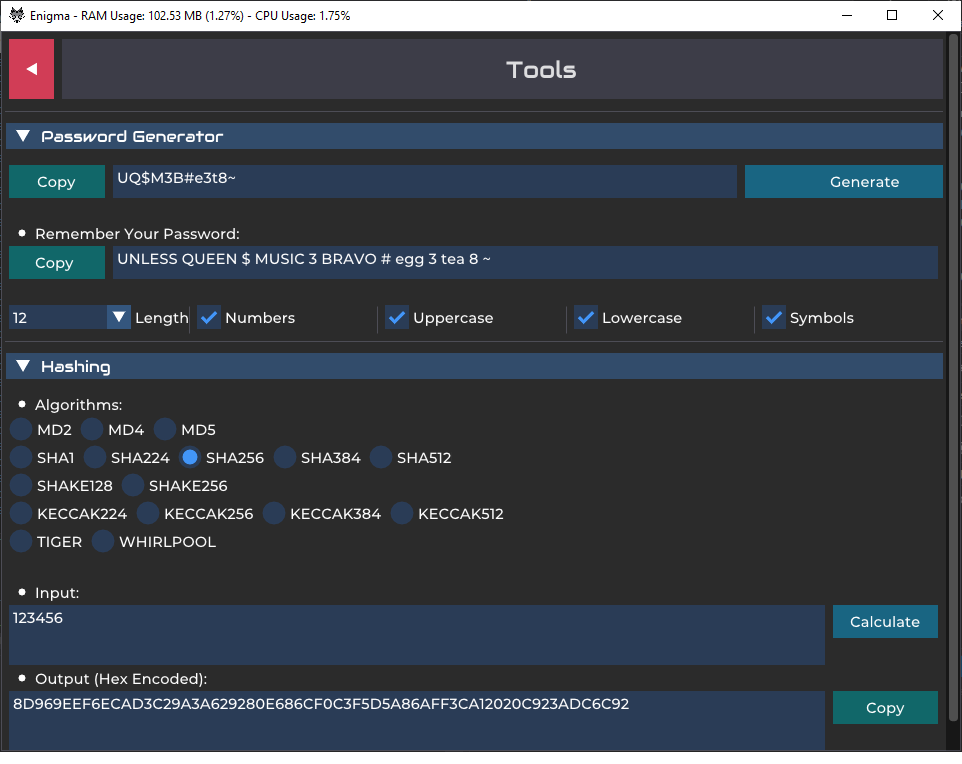 Enigma - RAM Usage: 102.53 MB (1.27%) - CPU Usage: 1.75%
Tools
Password Generator
Copy UQ$M3B#e3t8~ Generate
Remember Your Password:
Copy UNLESS QUEEN $ MUSIC 3 BRAVO # egg 3 tea 8 ~
12 Length Numbers Uppercase Lowercase Symbols
Hashing
Algorithms:
MD2 MD4 MD5
SHA1 SHA224 SHA256 SHA384 SHA512
SHAKE128 SHAKE256
KECCAK224 KECCAK256 KECCAK384 KECCAK512
TIGER WHIRLPOOL
Input:
123456 Calculate
Output (Hex Encoded):
8D969EEF6ECAD3C29A3A629280E686CF0C3F5D5A86AFF3CA12020C923ADC6C92 Copy